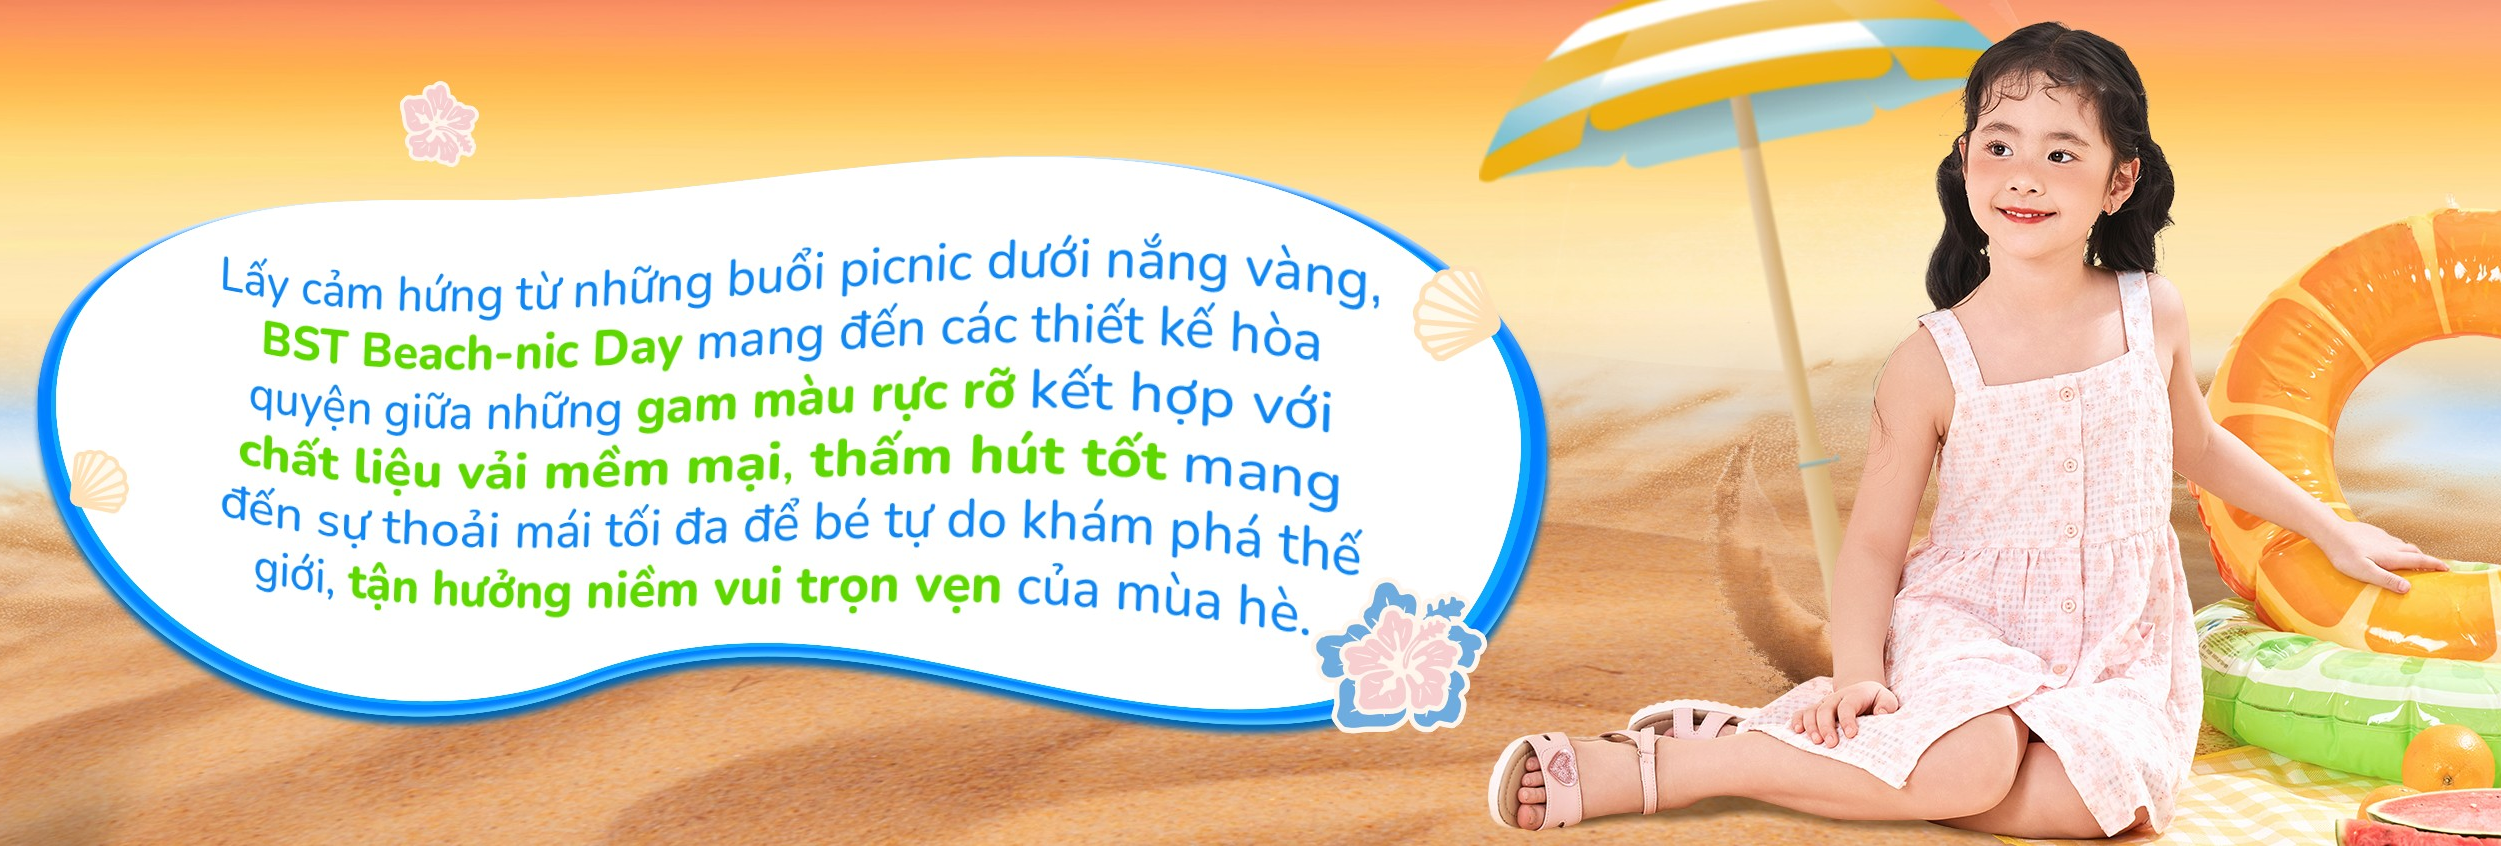 Lấy cảm hứng từ những buổi picnic dưới nắng vàng,
BST Beach-nic Day mang đến các thiết kế hòa
quyện giữa những gam màu rực rỡ kết hợp với
chất liệu vải mềm mại, thấm hút tốt mang
đến sự thoải mái tối đa để bé tự do khám phá thế
giới, tận hưởng niềm vui trọn vẹn của mùa hè.